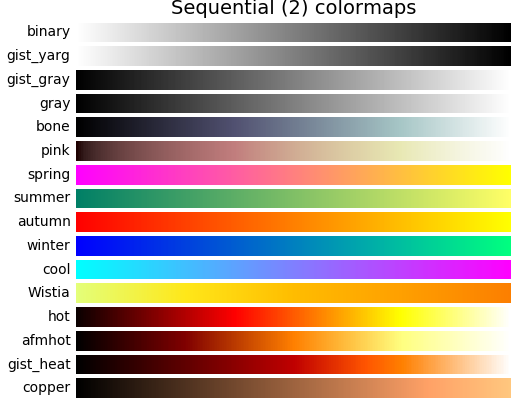 Sequential (2) colormaps
binary
gist_yarg
gist_gray
gray
bone
pink
spring
summer
autumn
winter
cool
Wistia
hot
afmhot
gist_heat
copper